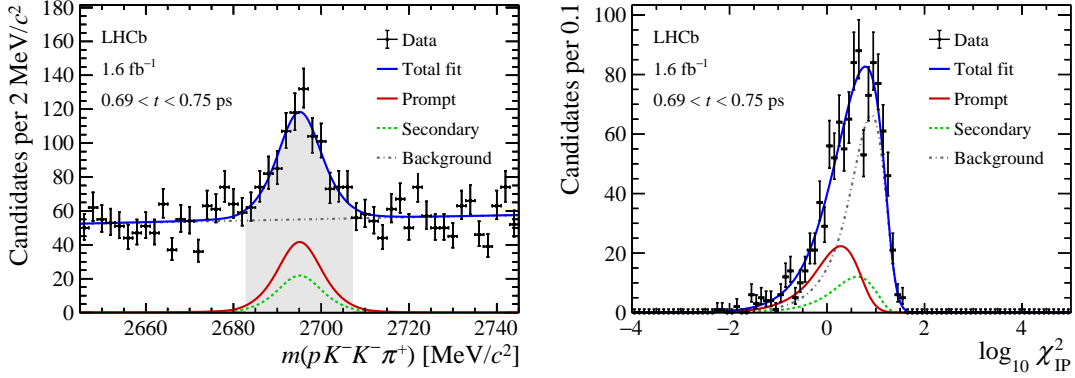 Candidates per 2 MeV/c²
180
160
140
120
100
80
60
40
20
0
LHCb
1.6 fb⁻¹
0.69 < t < 0.75 ps
Data
Total fit
Prompt
Secondary
Background
2660 2680 2700 2720 2740
m(pK⁻K⁻π⁺) [MeV/c²]
Candidates per 0.1
100
80
60
40
20
0
LHCb
1.6 fb⁻¹
0.69 < t < 0.75 ps
Data
Total fit
Prompt
Secondary
Background
−4 −2 0 2 4
log₁₀ χ²_IP